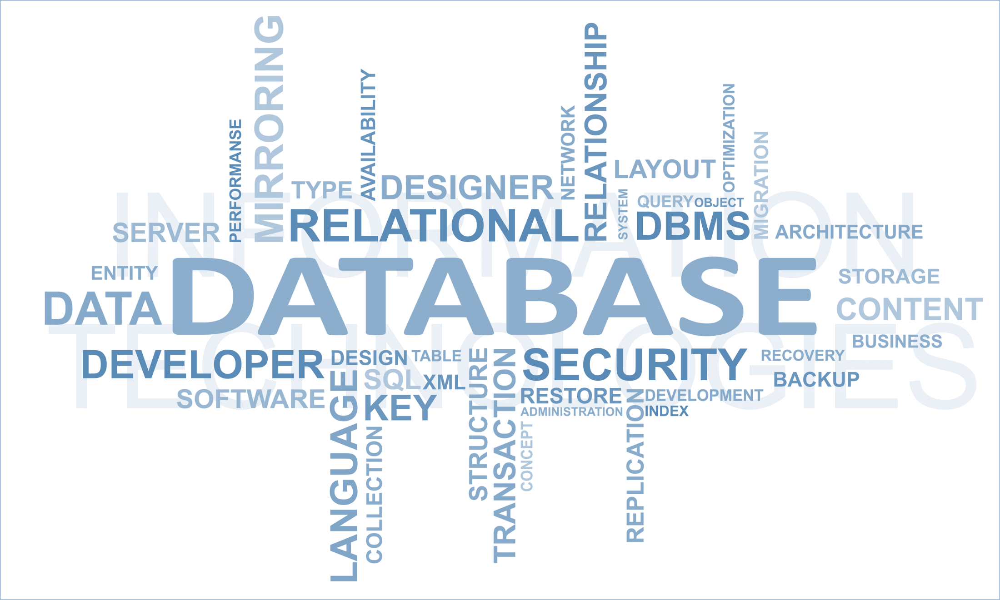 MIRRORING
RELATIONSHIP
AVAILABILITY
OPTIMIZATION
NETWORK
PERFORMANSE
MIGRATION
LAYOUT
TYPE
DESIGNER
SYSTEM
QUERY
OBJECT
INFORMATION
SERVER
RELATIONAL
DBMS
ARCHITECTURE
ENTITY
DATA
DATABASE
STORAGE
CONTENT
TECHNOLOGIES
BUSINESS
DEVELOPER
DESIGN
TABLE
STRUCTURE
TRANSACTION
SECURITY
RECOVERY
LANGUAGE
SQL
XML
BACKUP
SOFTWARE
KEY
RESTORE
REPLICATION
DEVELOPMENT
ADMINISTRATION
INDEX
COLLECTION
CONCEPT